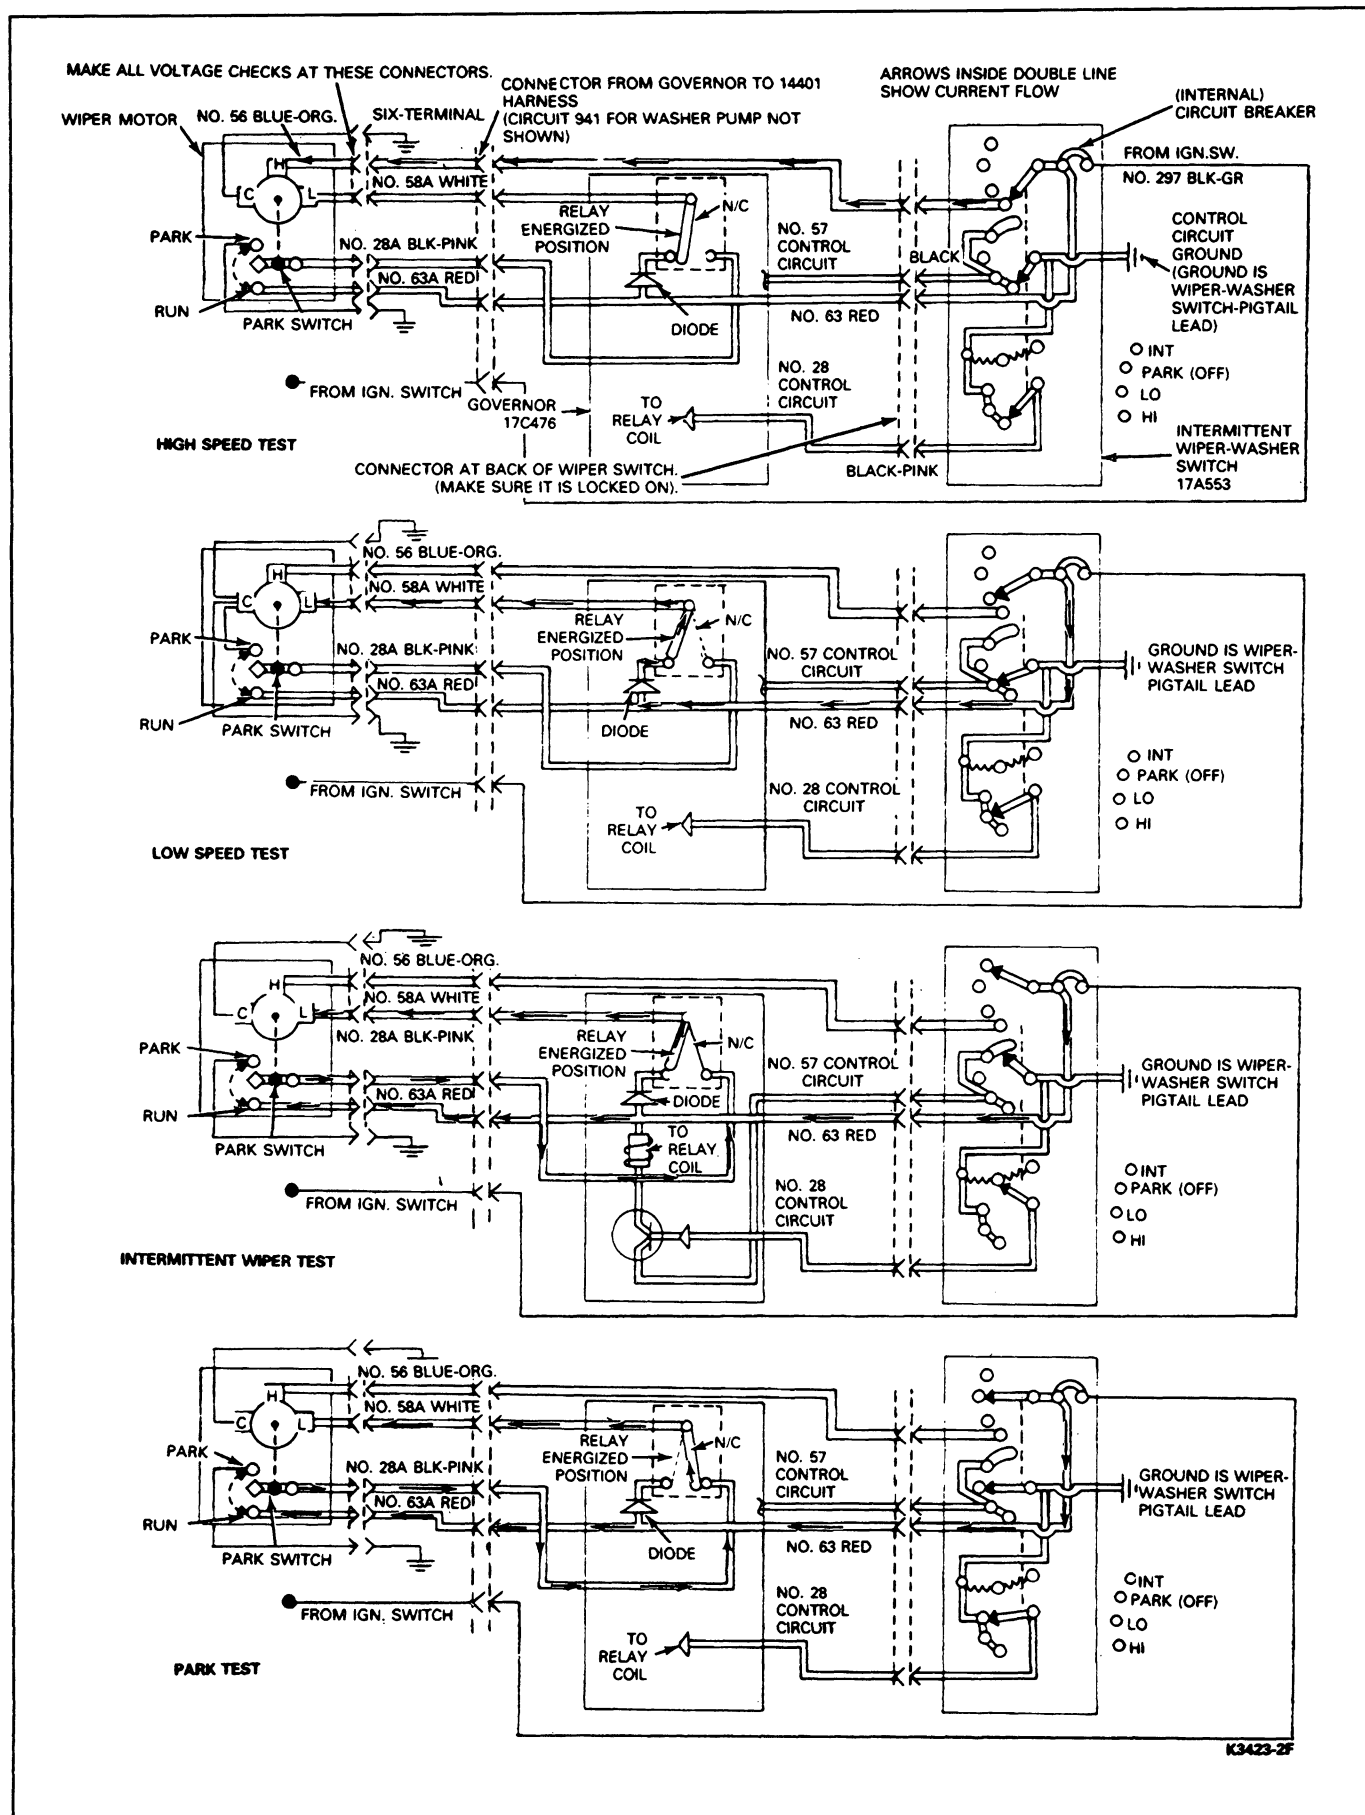 MAKE ALL VOLTAGE CHECKS AT THESE CONNECTORS.
CONNECTOR FROM GOVERNOR TO 14401
HARNESS
(CIRCUIT 941 FOR WASHER PUMP NOT
SHOWN)
ARROWS INSIDE DOUBLE LINE
SHOW CURRENT FLOW
(INTERNAL)
CIRCUIT BREAKER
WIPER MOTOR
NO. 56 BLUE-ORG.
SIX-TERMINAL
H
C
L
NO. 58A WHITE
FROM IGN.SW.
NO. 297 BLK-GR
RELAY
ENERGIZED
POSITION
N/C
PARK
NO. 28A BLK-PINK
NO. 63A RED
RUN
PARK SWITCH
DIODE
NO. 57
CONTROL
CIRCUIT
BLACK
NO. 63 RED
CONTROL
CIRCUIT
GROUND
(GROUND IS
WIPER-WASHER
SWITCH-PIGTAIL
LEAD)
INT
PARK (OFF)
LO
HI
FROM IGN. SWITCH
GOVERNOR
17C476
TO
RELAY
COIL
NO. 28
CONTROL
CIRCUIT
HIGH SPEED TEST
CONNECTOR AT BACK OF WIPER SWITCH.
(MAKE SURE IT IS LOCKED ON).
BLACK-PINK
INTERMITTENT
WIPER-WASHER
SWITCH
17A553
NO. 56 BLUE-ORG.
H
C
L
NO. 58A WHITE
RELAY
ENERGIZED
POSITION
N/C
PARK
NO. 28A BLK-PINK
NO. 63A RED
RUN
PARK SWITCH
DIODE
NO. 57 CONTROL
CIRCUIT
NO. 63 RED
GROUND IS WIPER-
WASHER SWITCH
PIGTAIL LEAD
INT
PARK (OFF)
LO
HI
FROM IGN. SWITCH
TO
RELAY
COIL
NO. 28 CONTROL
CIRCUIT
LOW SPEED TEST
NO. 56 BLUE-ORG.
H
C
L
NO. 58A WHITE
NO. 28A BLK-PINK
RELAY
ENERGIZED
POSITION
N/C
PARK
NO. 63A RED
RUN
PARK SWITCH
DIODE
TO
RELAY
COIL
NO. 57 CONTROL
CIRCUIT
NO. 63 RED
GROUND IS WIPER-
WASHER SWITCH
PIGTAIL LEAD
INT
PARK (OFF)
LO
HI
FROM IGN. SWITCH
NO. 28
CONTROL
CIRCUIT
INTERMITTENT WIPER TEST
NO. 56 BLUE-ORG.
H
C
L
NO. 58A WHITE
RELAY
ENERGIZED
POSITION
N/C
PARK
NO. 28A BLK-PINK
NO. 63A RED
RUN
PARK SWITCH
DIODE
NO. 57
CONTROL
CIRCUIT
NO. 63 RED
GROUND IS WIPER-
WASHER SWITCH
PIGTAIL LEAD
INT
PARK (OFF)
LO
HI
FROM IGN. SWITCH
TO
RELAY
COIL
NO. 28
CONTROL
CIRCUIT
PARK TEST
K3423-2F